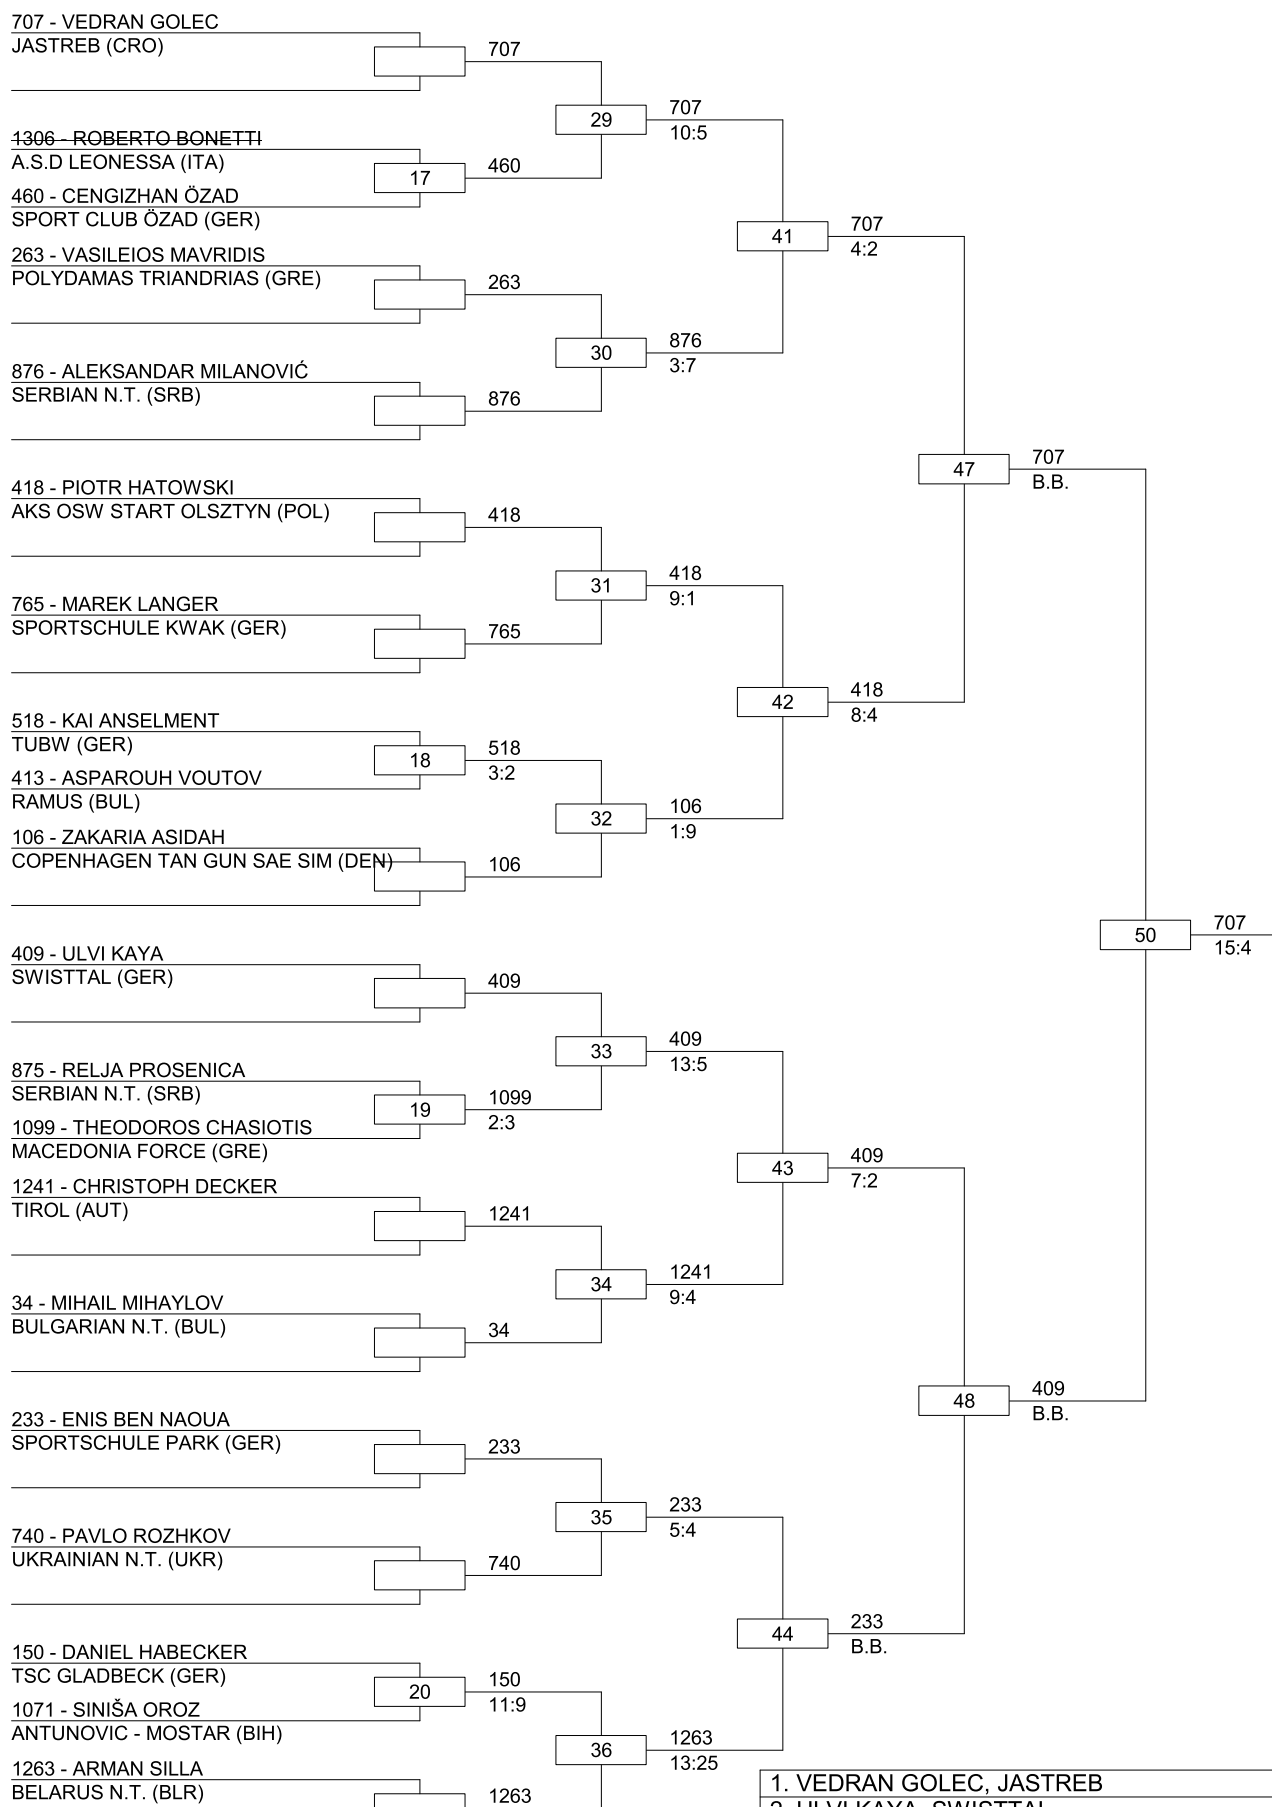 707 - VEDRAN GOLEC
JASTREB (CRO)
707
29
707
10:5
1306 - ROBERTO BONETTI
A.S.D LEONESSA (ITA)
17
460
460 - CENGIZHAN ÖZAD
SPORT CLUB ÖZAD (GER)
41
707
4:2
263 - VASILEIOS MAVRIDIS
POLYDAMAS TRIANDRIAS (GRE)
263
30
876
3:7
876 - ALEKSANDAR MILANOVIĆ
SERBIAN N.T. (SRB)
876
47
707
B.B.
418 - PIOTR HATOWSKI
AKS OSW START OLSZTYN (POL)
418
31
418
9:1
765 - MAREK LANGER
SPORTSCHULE KWAK (GER)
765
42
418
8:4
518 - KAI ANSELMENT
TUBW (GER)
18
518
3:2
413 - ASPAROUH VOUTOV
RAMUS (BUL)
32
106
1:9
106 - ZAKARIA ASIDAH
COPENHAGEN TAN GUN SAE SIM (DEN)
106
50
707
15:4
409 - ULVI KAYA
SWISTTAL (GER)
409
33
409
13:5
875 - RELJA PROSENICA
SERBIAN N.T. (SRB)
19
1099
2:3
1099 - THEODOROS CHASIOTIS
MACEDONIA FORCE (GRE)
43
409
7:2
1241 - CHRISTOPH DECKER
TIROL (AUT)
1241
34
1241
9:4
34 - MIHAIL MIHAYLOV
BULGARIAN N.T. (BUL)
34
48
409
B.B.
233 - ENIS BEN NAOUA
SPORTSCHULE PARK (GER)
233
35
233
5:4
740 - PAVLO ROZHKOV
UKRAINIAN N.T. (UKR)
740
44
233
B.B.
150 - DANIEL HABECKER
TSC GLADBECK (GER)
20
150
11:9
1071 - SINIŠA OROZ
ANTUNOVIC - MOSTAR (BIH)
36
1263
13:25
1263 - ARMAN SILLA
BELARUS N.T. (BLR)
1263
1. VEDRAN GOLEC, JASTREB
2. ULVI KAYA, SWISTTAL